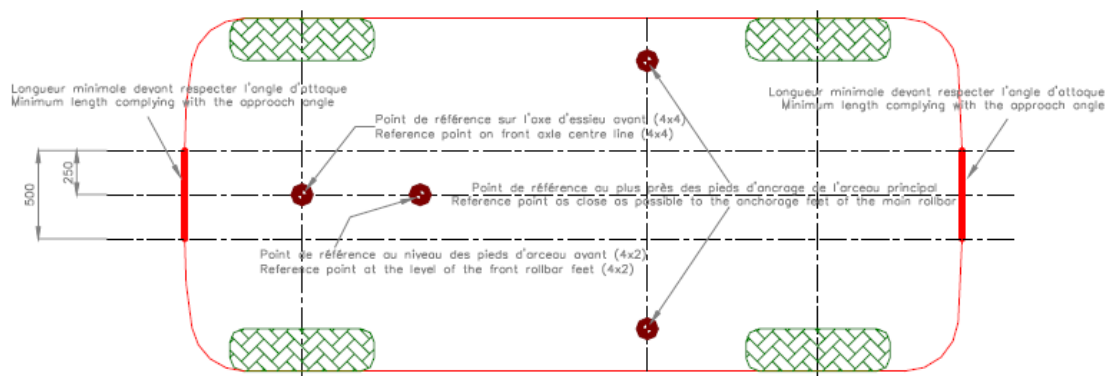 Longueur minimale devant respecter l'angle d'attaque
Minimum length complying with the approach angle
Longueur minimale devant respecter l'angle d'attaque
Minimum length complying with the approach angle
Point de référence sur l'axe d'essieu avant (4x4)
Reference point on front axle centre line (4x4)
500
250
Point de référence au plus près des pieds d'ancrage de l'arceau principal
Reference point as close as possible to the anchorage feet of the main rollbar
Point de référence au niveau des pieds d'arceau avant (4x2)
Reference point at the level of the front rollbar feet (4x2)